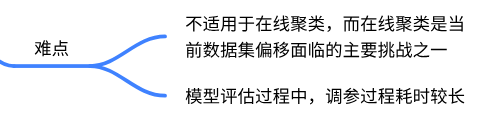 难点
不适用于在线聚类，而在线聚类是当
前数据集偏移面临的主要挑战之一
模型评估过程中，调参过程耗时较长